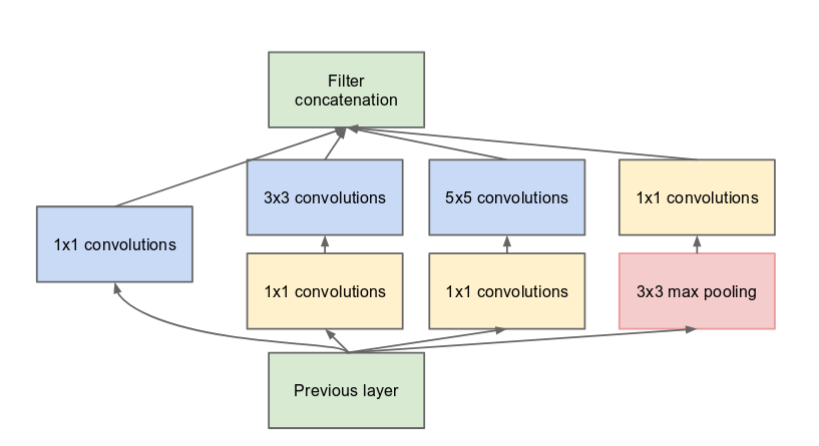 Filter
concatenation
3x3 convolutions
5x5 convolutions
1x1 convolutions
1x1 convolutions
1x1 convolutions
1x1 convolutions
3x3 max pooling
Previous layer